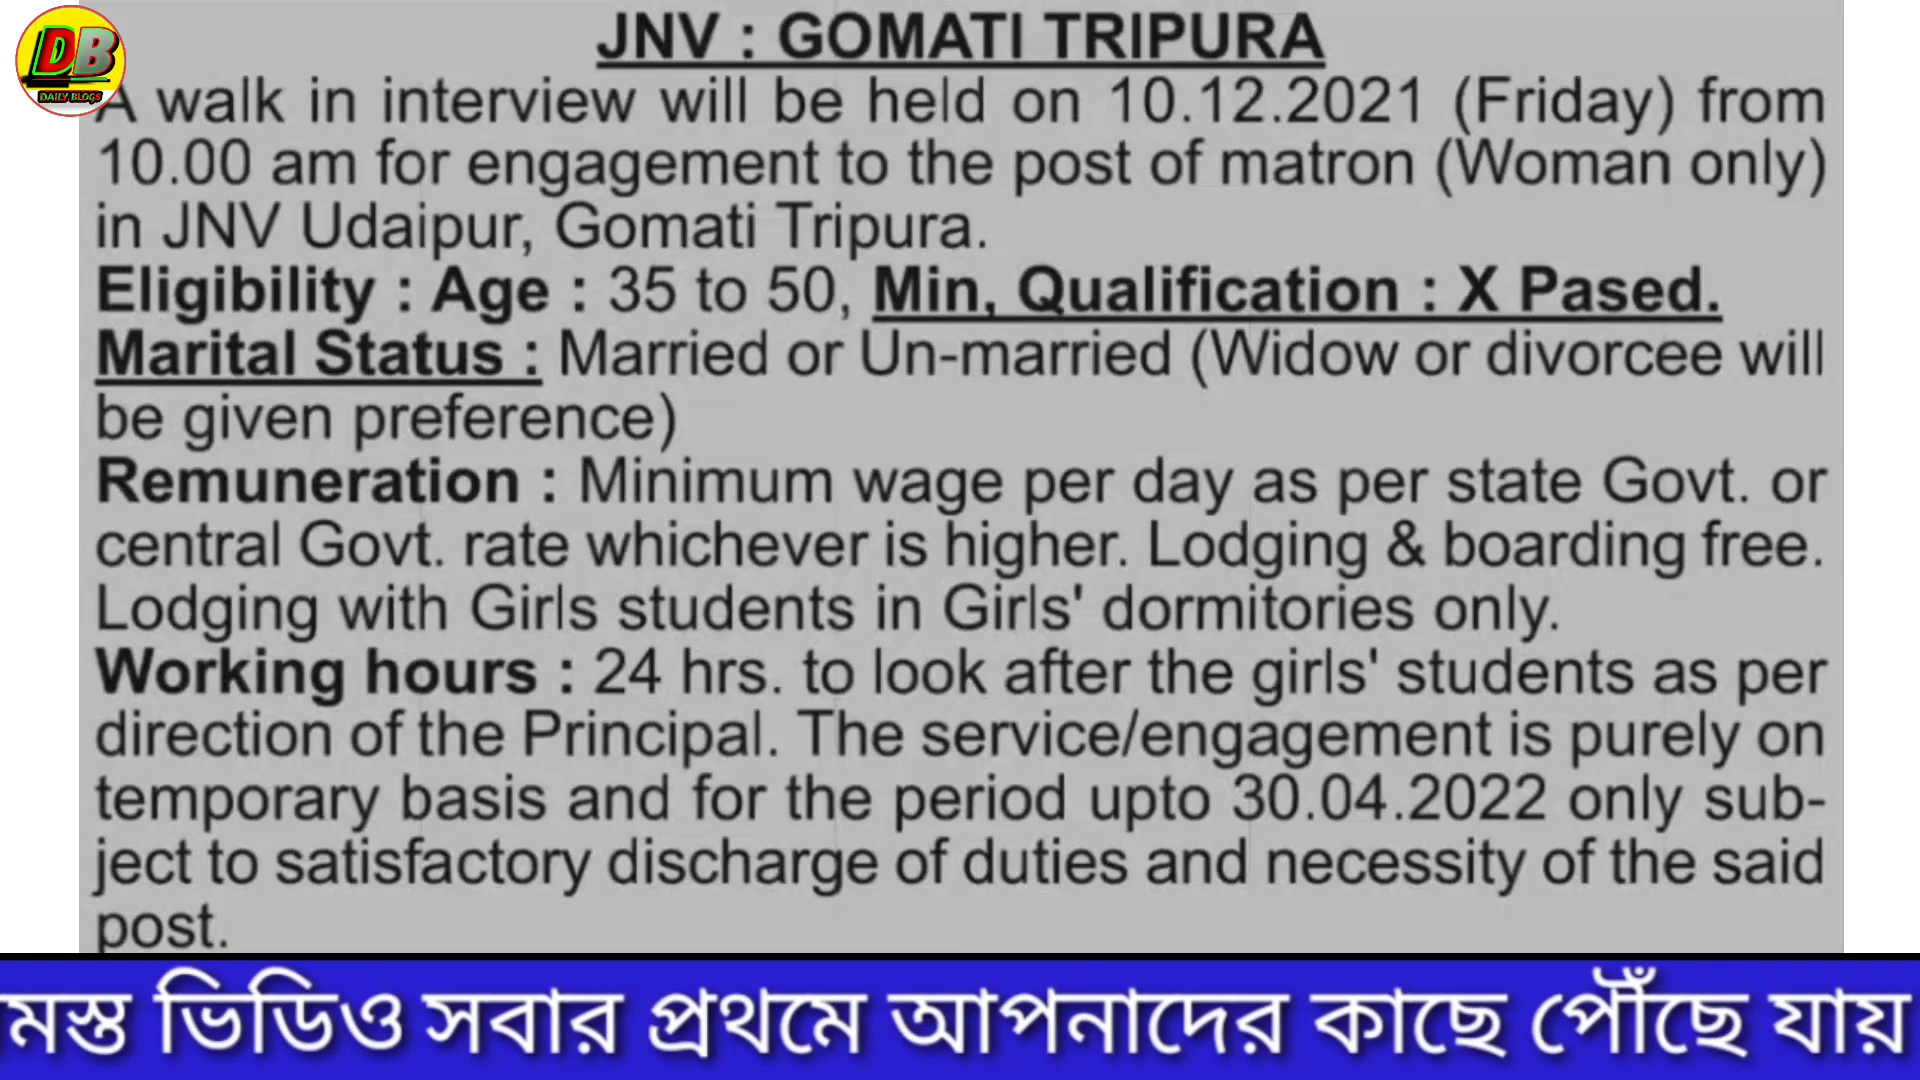 DB
DAILY BLOGS
JNV : GOMATI TRIPURA
A walk in interview will be held on 10.12.2021 (Friday) from
10.00 am for engagement to the post of matron (Woman only)
in JNV Udaipur, Gomati Tripura.
Eligibility : Age : 35 to 50, Min, Qualification : X Pased.
Marital Status : Married or Un-married (Widow or divorcee will
be given preference)
Remuneration : Minimum wage per day as per state Govt. or
central Govt. rate whichever is higher. Lodging & boarding free.
Lodging with Girls students in Girls' dormitories only.
Working hours : 24 hrs. to look after the girls' students as per
direction of the Principal. The service/engagement is purely on
temporary basis and for the period upto 30.04.2022 only sub-
ject to satisfactory discharge of duties and necessity of the said
post.
মস্ত ভিডিও সবার প্রথমে আপনাদের কাছে পৌঁছে যায়